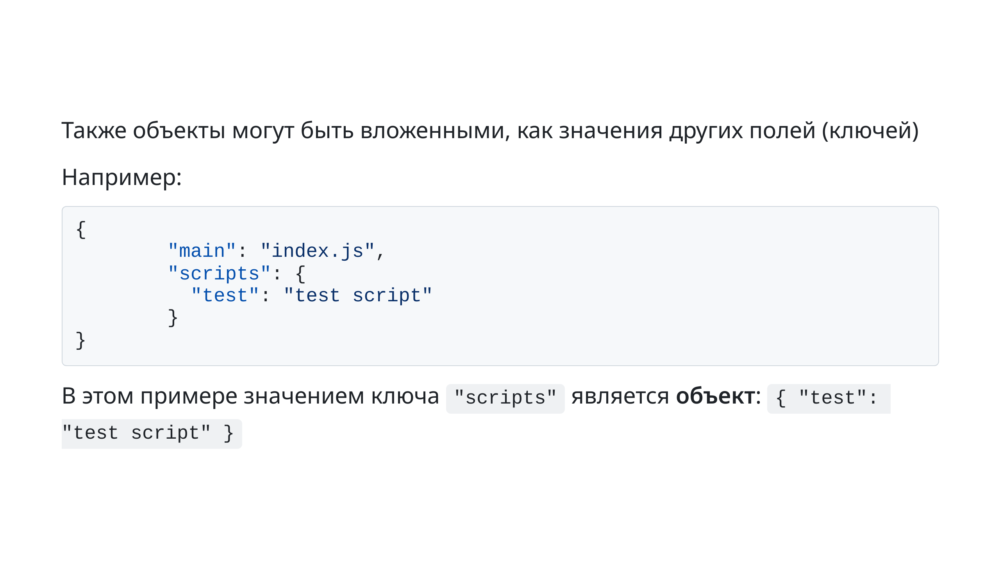 Также объекты могут быть вложенными, как значения других полей (ключей)
Например:
{
        "main": "index.js",
        "scripts": {
          "test": "test script"
        }
}
В этом примере значением ключа "scripts" является объект: { "test":
"test script" }